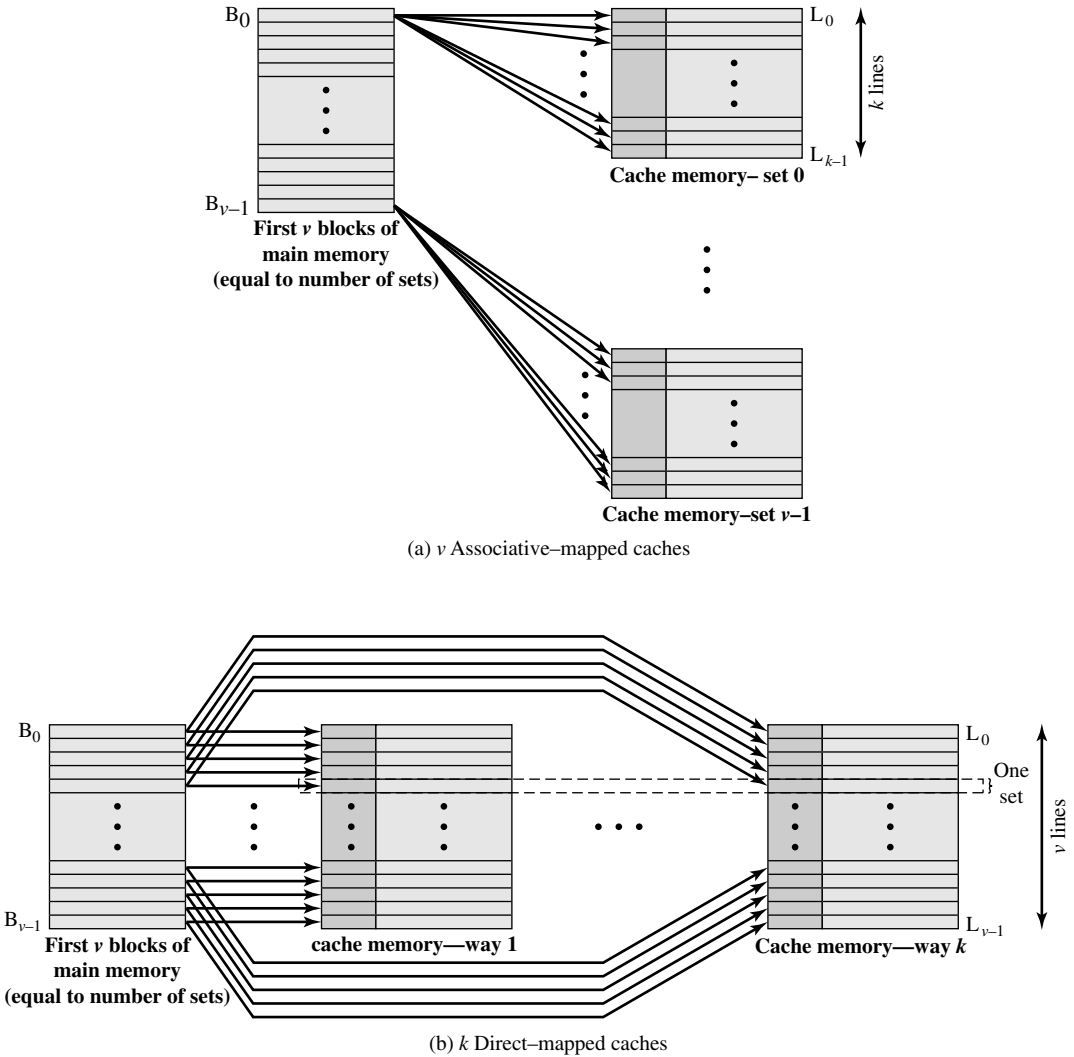 B0
L0
k lines
Lk–1
Cache memory– set 0
Bv–1
First v blocks of
main memory
(equal to number of sets)
Cache memory–set v–1
(a) v Associative–mapped caches
B0
L0
One
set
v lines
Bv–1
Lv–1
First v blocks of
main memory
(equal to number of sets)
cache memory—way 1
Cache memory—way k
(b) k Direct–mapped caches